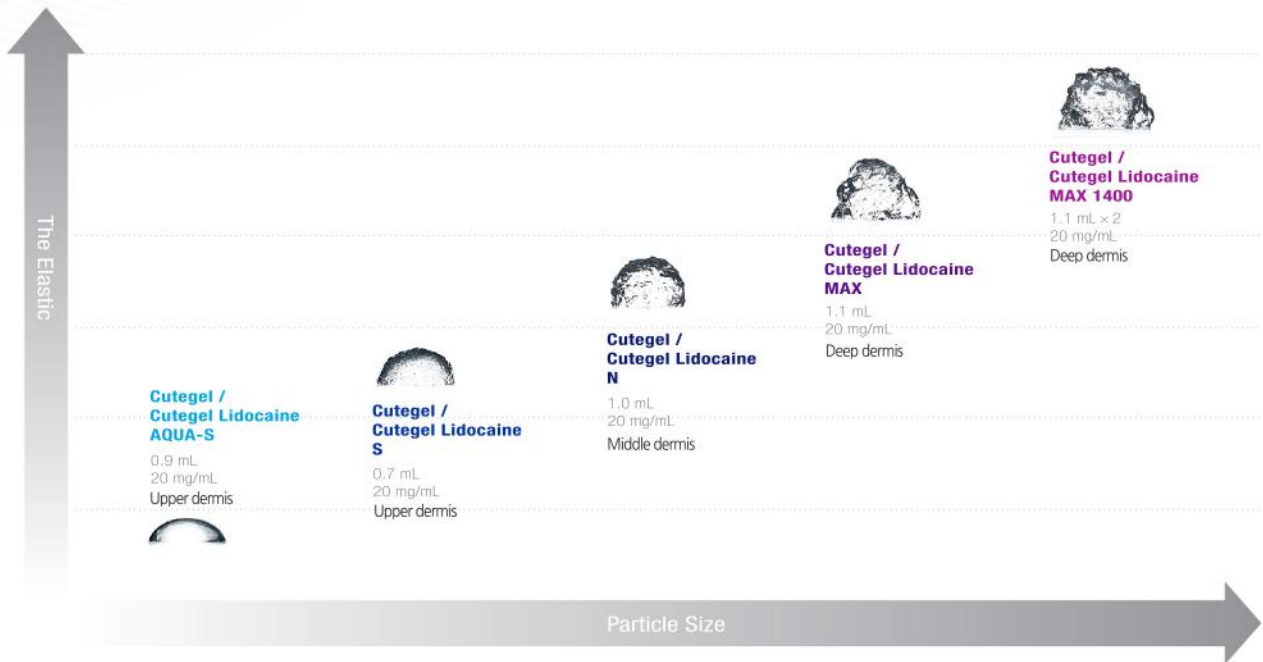 The Elastic
Cutegel /
Cutegel Lidocaine
AQUA-S
0.9 mL
20 mg/mL
Upper dermis
Cutegel /
Cutegel Lidocaine
S
0.7 mL
20 mg/mL
Upper dermis
Cutegel /
Cutegel Lidocaine
N
1.0 mL
20 mg/mL
Middle dermis
Cutegel /
Cutegel Lidocaine
MAX
1.1 mL
20 mg/mL
Deep dermis
Cutegel /
Cutegel Lidocaine
MAX 1400
1.1 mL × 2
20 mg/mL
Deep dermis
Particle Size